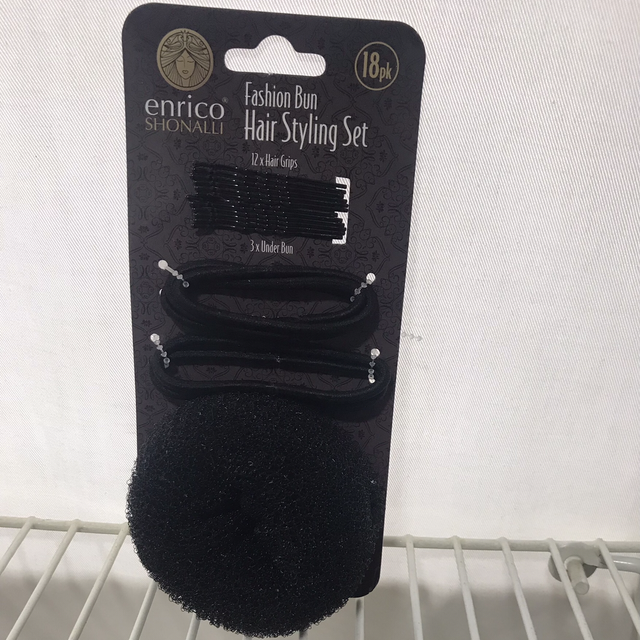 enrico®
SHONALLI
18pk
Fashion Bun
Hair Styling Set
12 x Hair Grips
3 x Under Bun